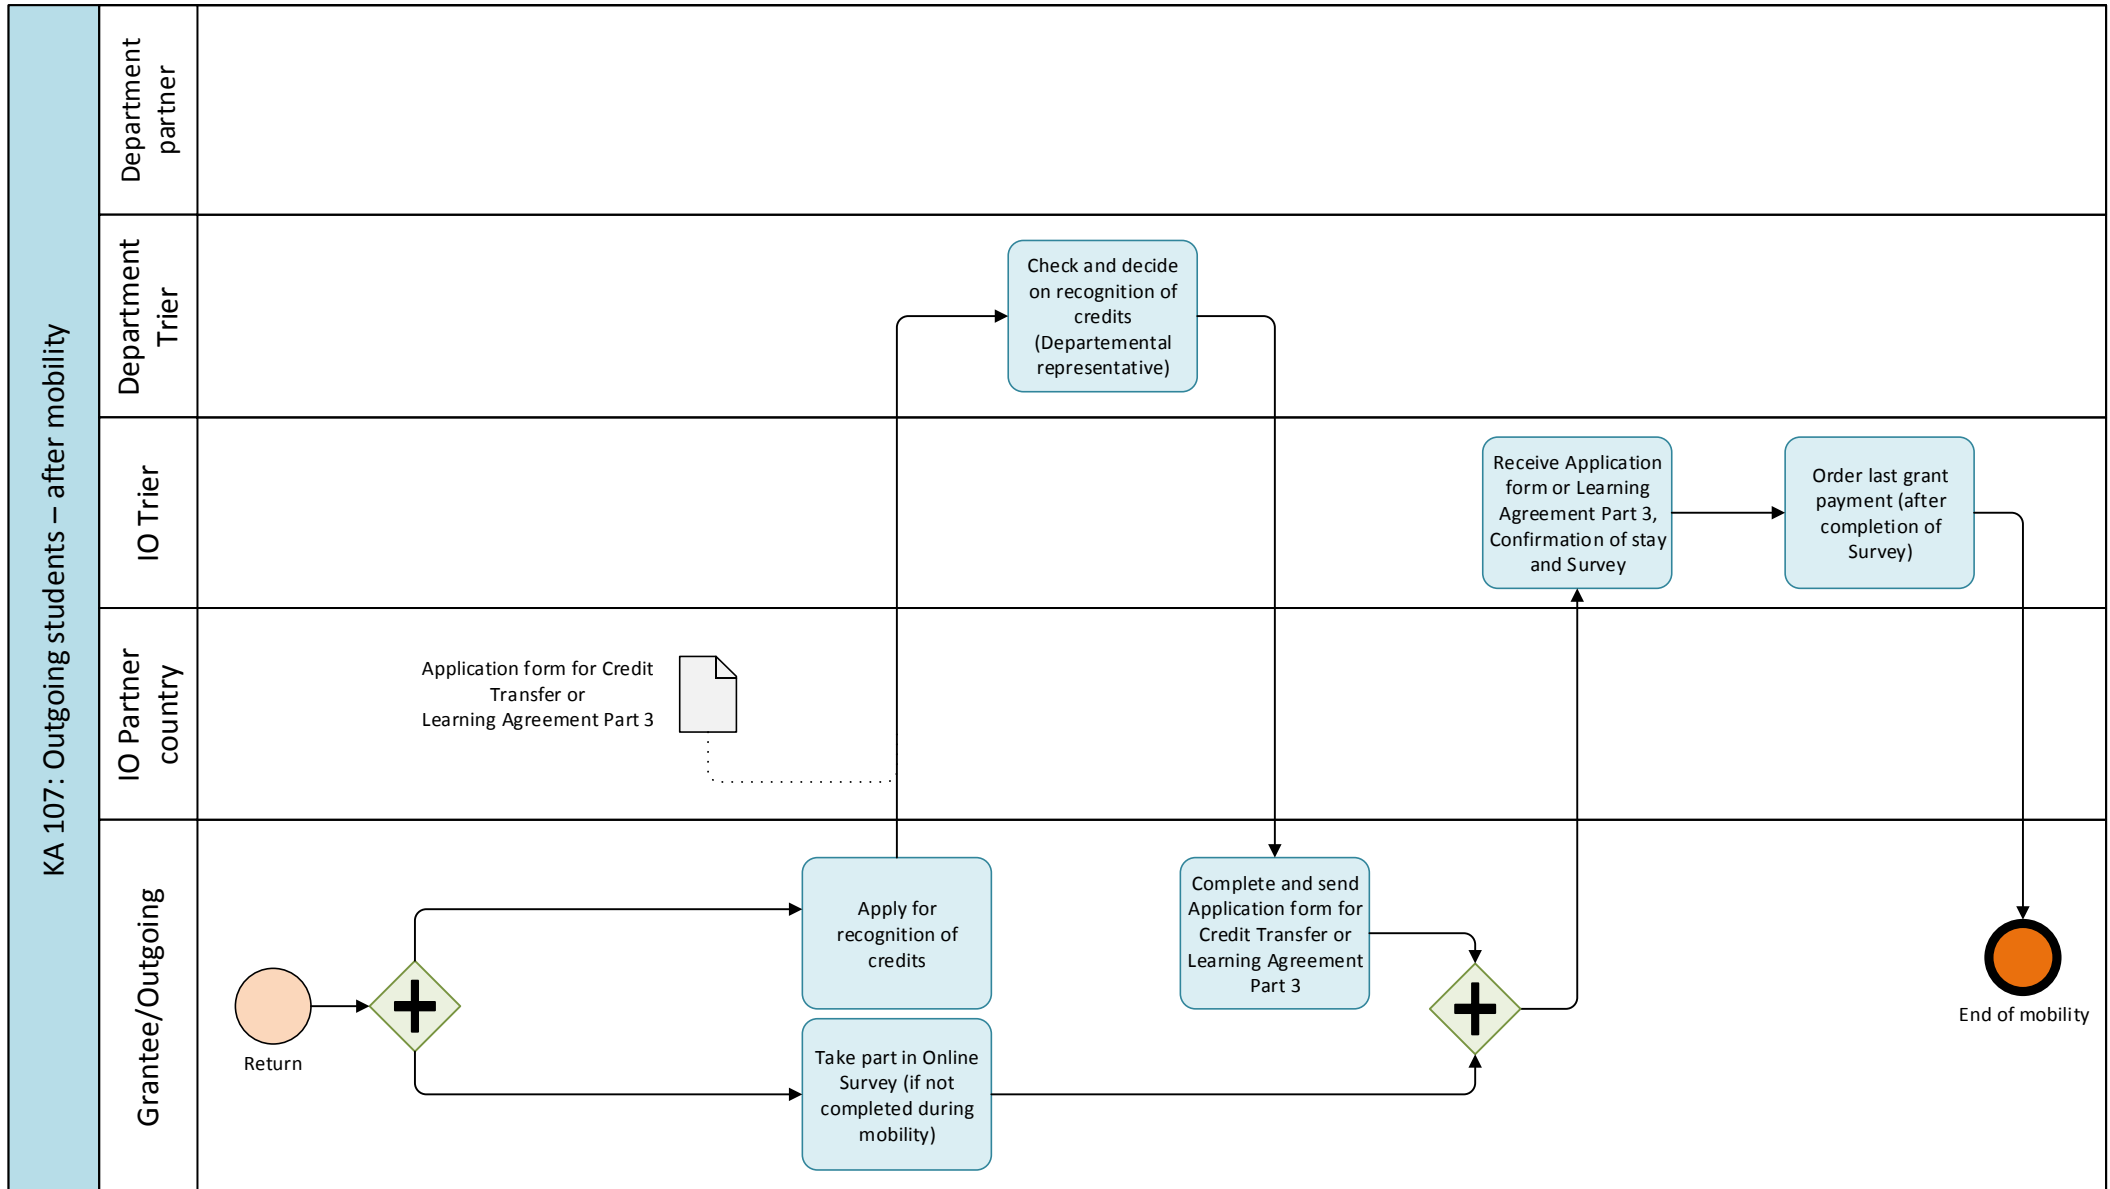 KA 107: Outgoing students – after mobility
Department
partner
Department
Trier
Check and decide
on recognition of
credits
(Departemental
representative)
IO Trier
Receive Application
form or Learning
Agreement Part 3,
Confirmation of stay
and Survey
Order last grant
payment (after
completion of
Survey)
IO Partner
country
Application form for Credit
Transfer or
Learning Agreement Part 3
Grantee/Outgoing
Return
Apply for
recognition of
credits
Take part in Online
Survey (if not
completed during
mobility)
Complete and send
Application form for
Credit Transfer or
Learning Agreement
Part 3
End of mobility